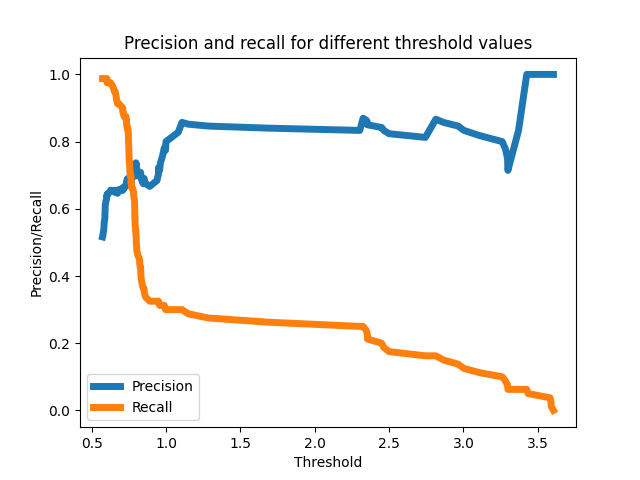 Precision and recall for different threshold values
Precision/Recall
1.0
0.8
0.6
0.4
0.2
0.0
Precision
Recall
0.5 1.0 1.5 2.0 2.5 3.0 3.5
Threshold